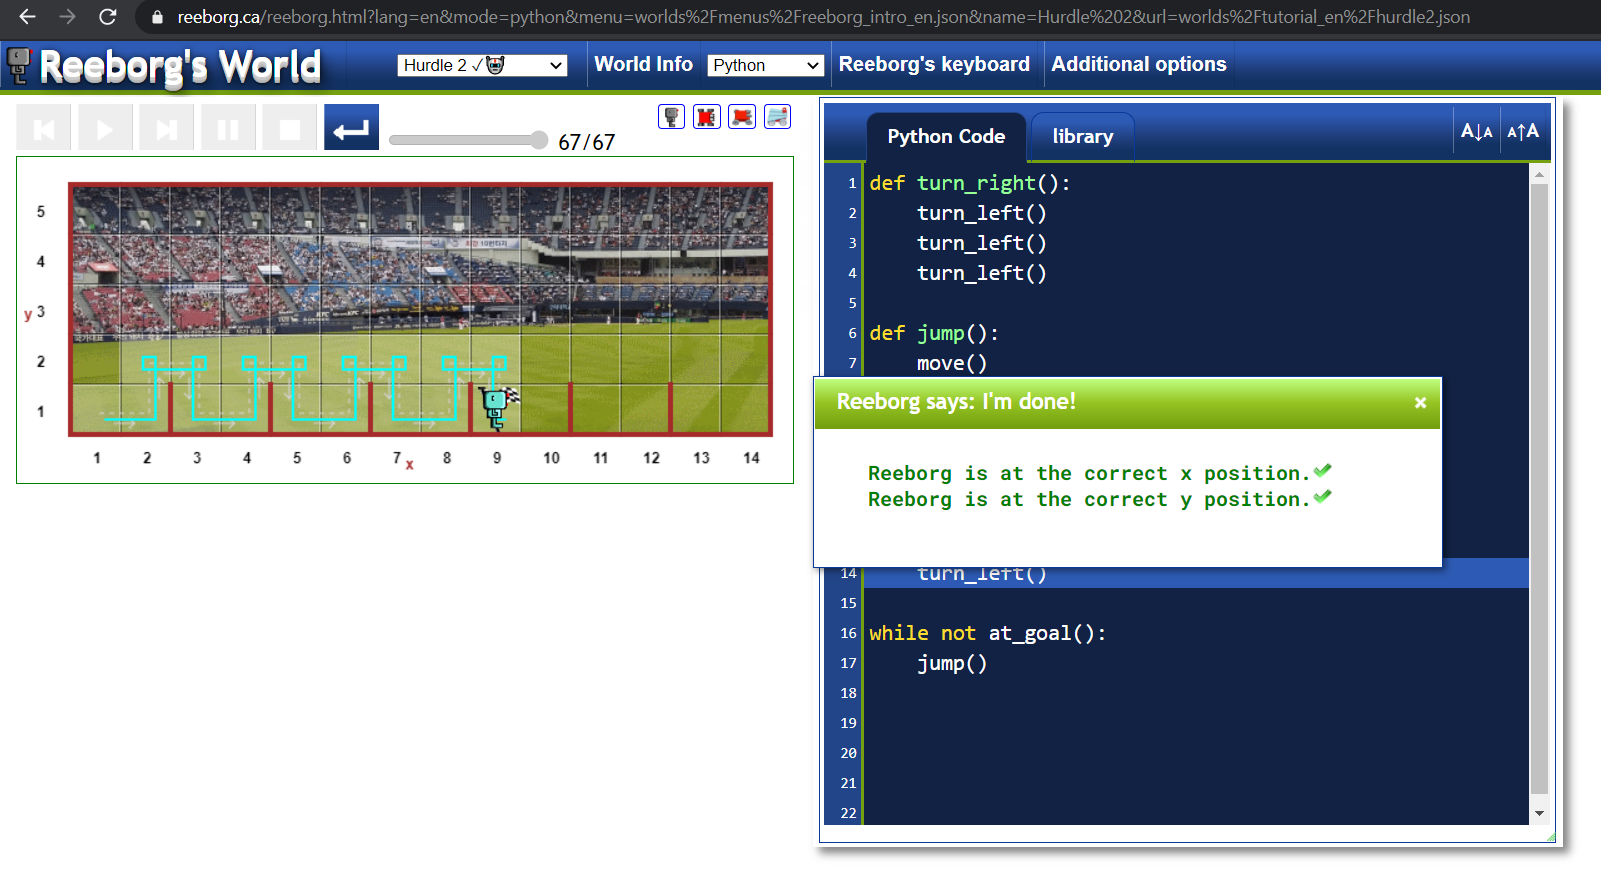 reeborg.ca/reeborg.html?lang=en&mode=python&menu=worlds%2Fmenus%2Freeborg_intro_en.json&name=Hurdle%202&url=worlds%2Ftutorial_en%2Fhurdle2.json
Reeborg's World
Hurdle 2 ✓
World Info
Python
Reeborg's keyboard
Additional options
67/67
5
4
y 3
2
1
1 2 3 4 5 6 7 x 8 9 10 11 12 13 14
Python Code
library
A↓A A↑A
1 def turn_right():
2 turn_left()
3 turn_left()
4 turn_left()
5
6 def jump():
7 move()
Reeborg says: I'm done!
×
Reeborg is at the correct x position.
Reeborg is at the correct y position.
14 turn_left()
15
16 while not at_goal():
17 jump()
18
19
20
21
22